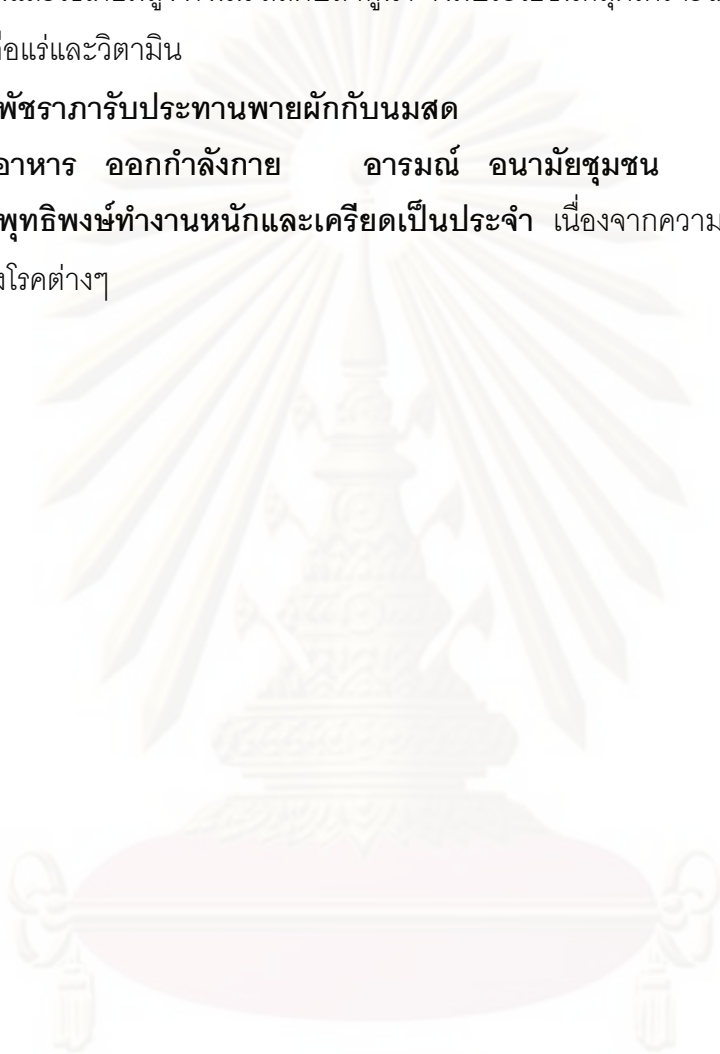 อแร่และวิตามิน
พัชราภารับประทานพายผักกับนมสด
อาหาร ออกกำลังกาย อารมณ์ อนามัยชุมชน
พุทธิพงษ์ทำงานหนักและเครียดเป็นประจำ เนื่องจากความ
งโรคต่างๆ